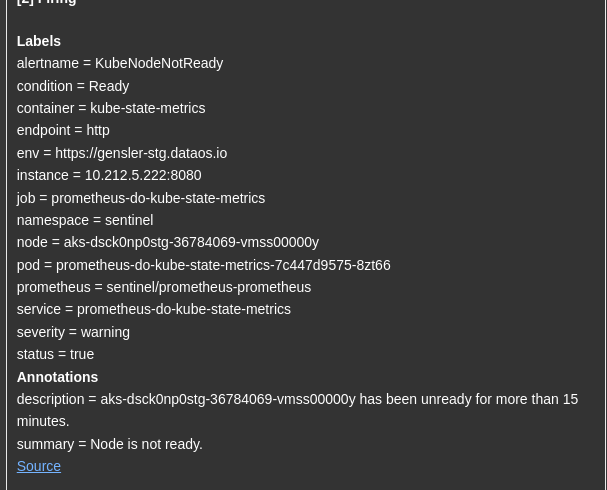 [2] Firing
Labels
alertname = KubeNodeNotReady
condition = Ready
container = kube-state-metrics
endpoint = http
env = https://gensler-stg.dataos.io
instance = 10.212.5.222:8080
job = prometheus-do-kube-state-metrics
namespace = sentinel
node = aks-dsck0np0stg-36784069-vmss00000y
pod = prometheus-do-kube-state-metrics-7c447d9575-8zt66
prometheus = sentinel/prometheus-prometheus
service = prometheus-do-kube-state-metrics
severity = warning
status = true
Annotations
description = aks-dsck0np0stg-36784069-vmss00000y has been unready for more than 15
minutes.
summary = Node is not ready.
Source